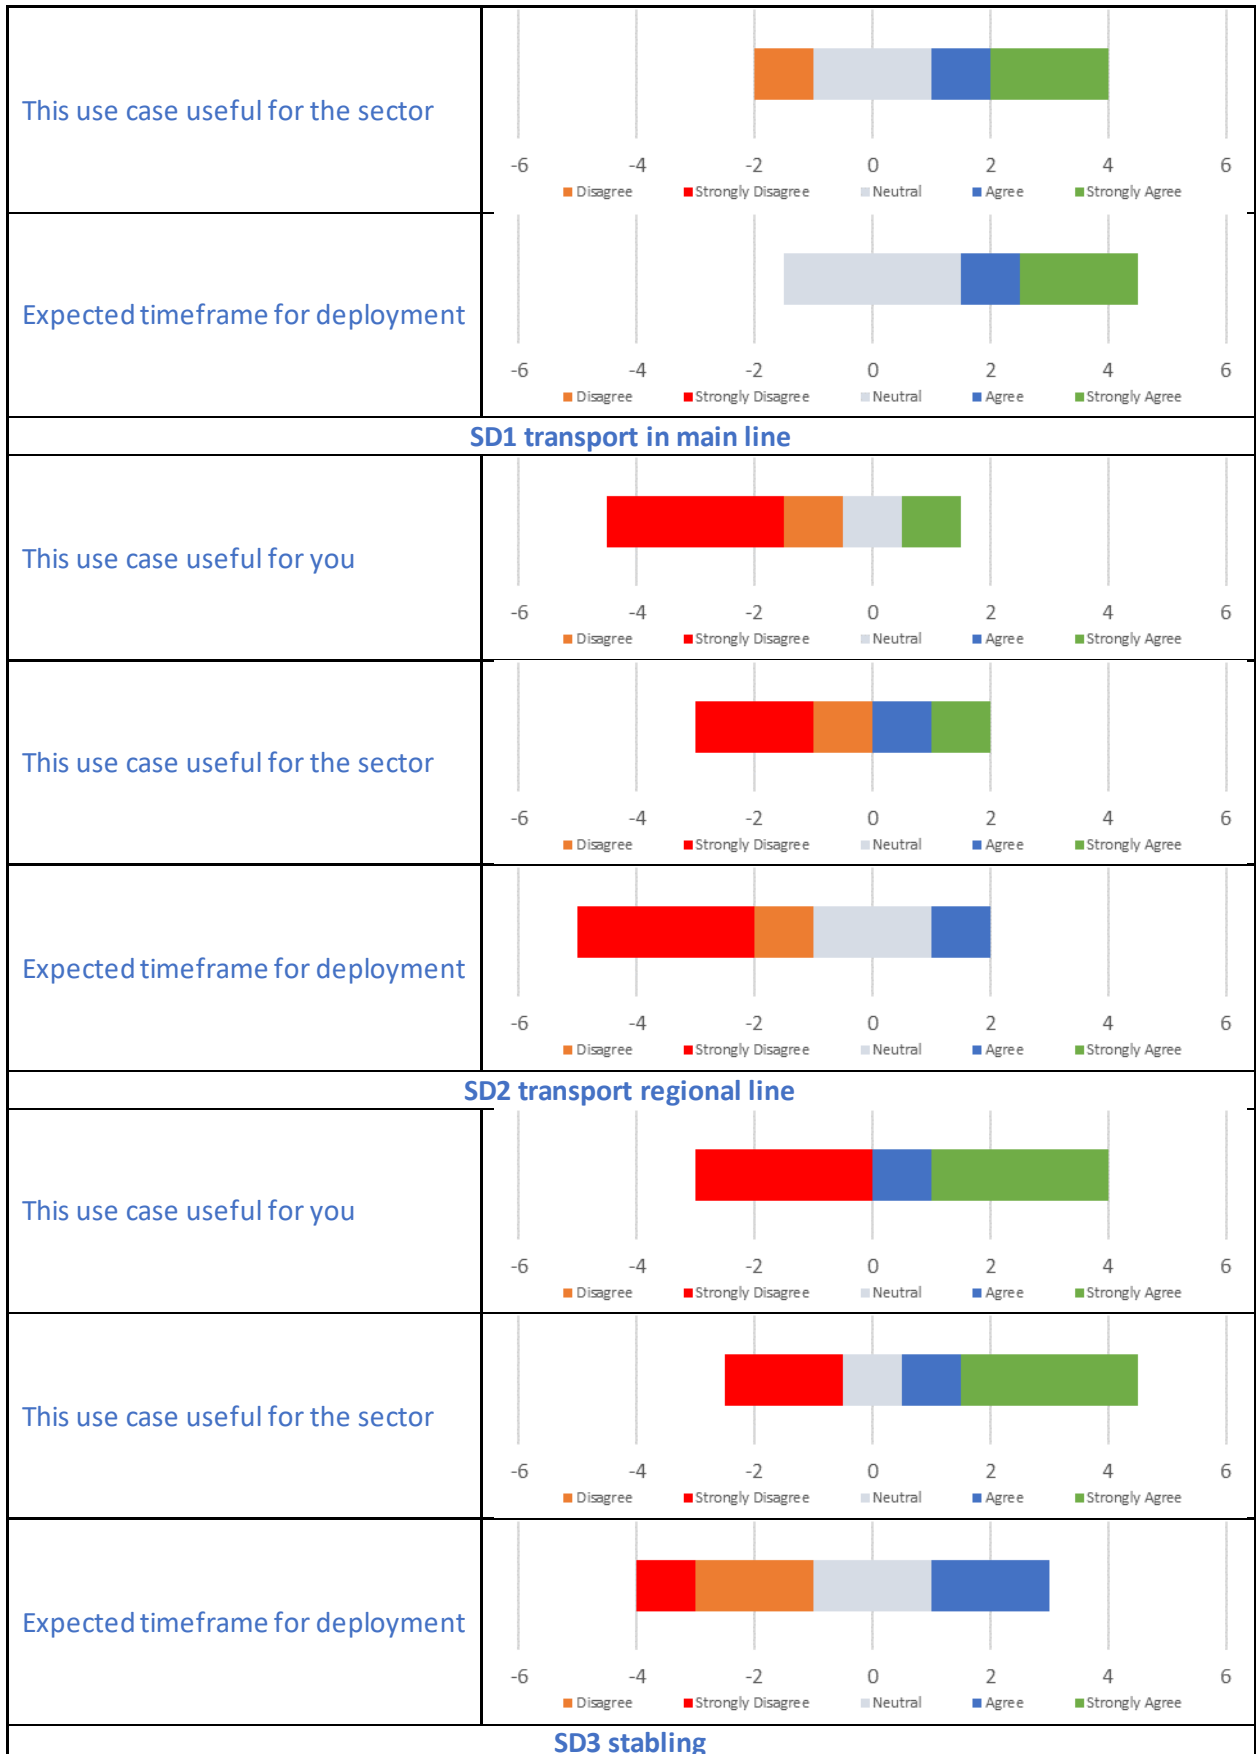 This use case useful for the sector
-6 -4 -2 0 2 4 6
Disagree Strongly Disagree Neutral Agree Strongly Agree
Expected timeframe for deployment
-6 -4 -2 0 2 4 6
Disagree Strongly Disagree Neutral Agree Strongly Agree
SD1 transport in main line
This use case useful for you
-6 -4 -2 0 2 4 6
Disagree Strongly Disagree Neutral Agree Strongly Agree
This use case useful for the sector
-6 -4 -2 0 2 4 6
Disagree Strongly Disagree Neutral Agree Strongly Agree
Expected timeframe for deployment
-6 -4 -2 0 2 4 6
Disagree Strongly Disagree Neutral Agree Strongly Agree
SD2 transport regional line
This use case useful for you
-6 -4 -2 0 2 4 6
Disagree Strongly Disagree Neutral Agree Strongly Agree
This use case useful for the sector
-6 -4 -2 0 2 4 6
Disagree Strongly Disagree Neutral Agree Strongly Agree
Expected timeframe for deployment
-6 -4 -2 0 2 4 6
Disagree Strongly Disagree Neutral Agree Strongly Agree
SD3 stabling